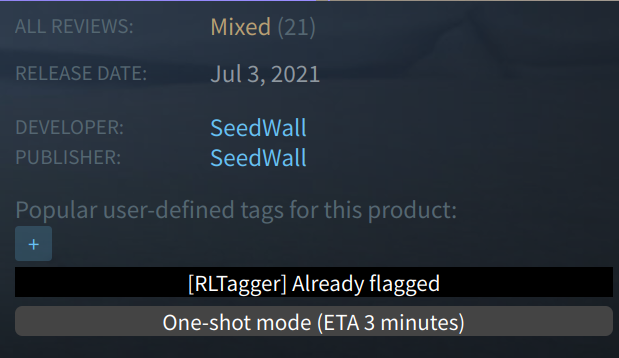 ALL REVIEWS: Mixed (21)
RELEASE DATE: Jul 3, 2021
DEVELOPER: SeedWall
PUBLISHER: SeedWall
Popular user-defined tags for this product:
+
[RLTagger] Already flagged
One-shot mode (ETA 3 minutes)